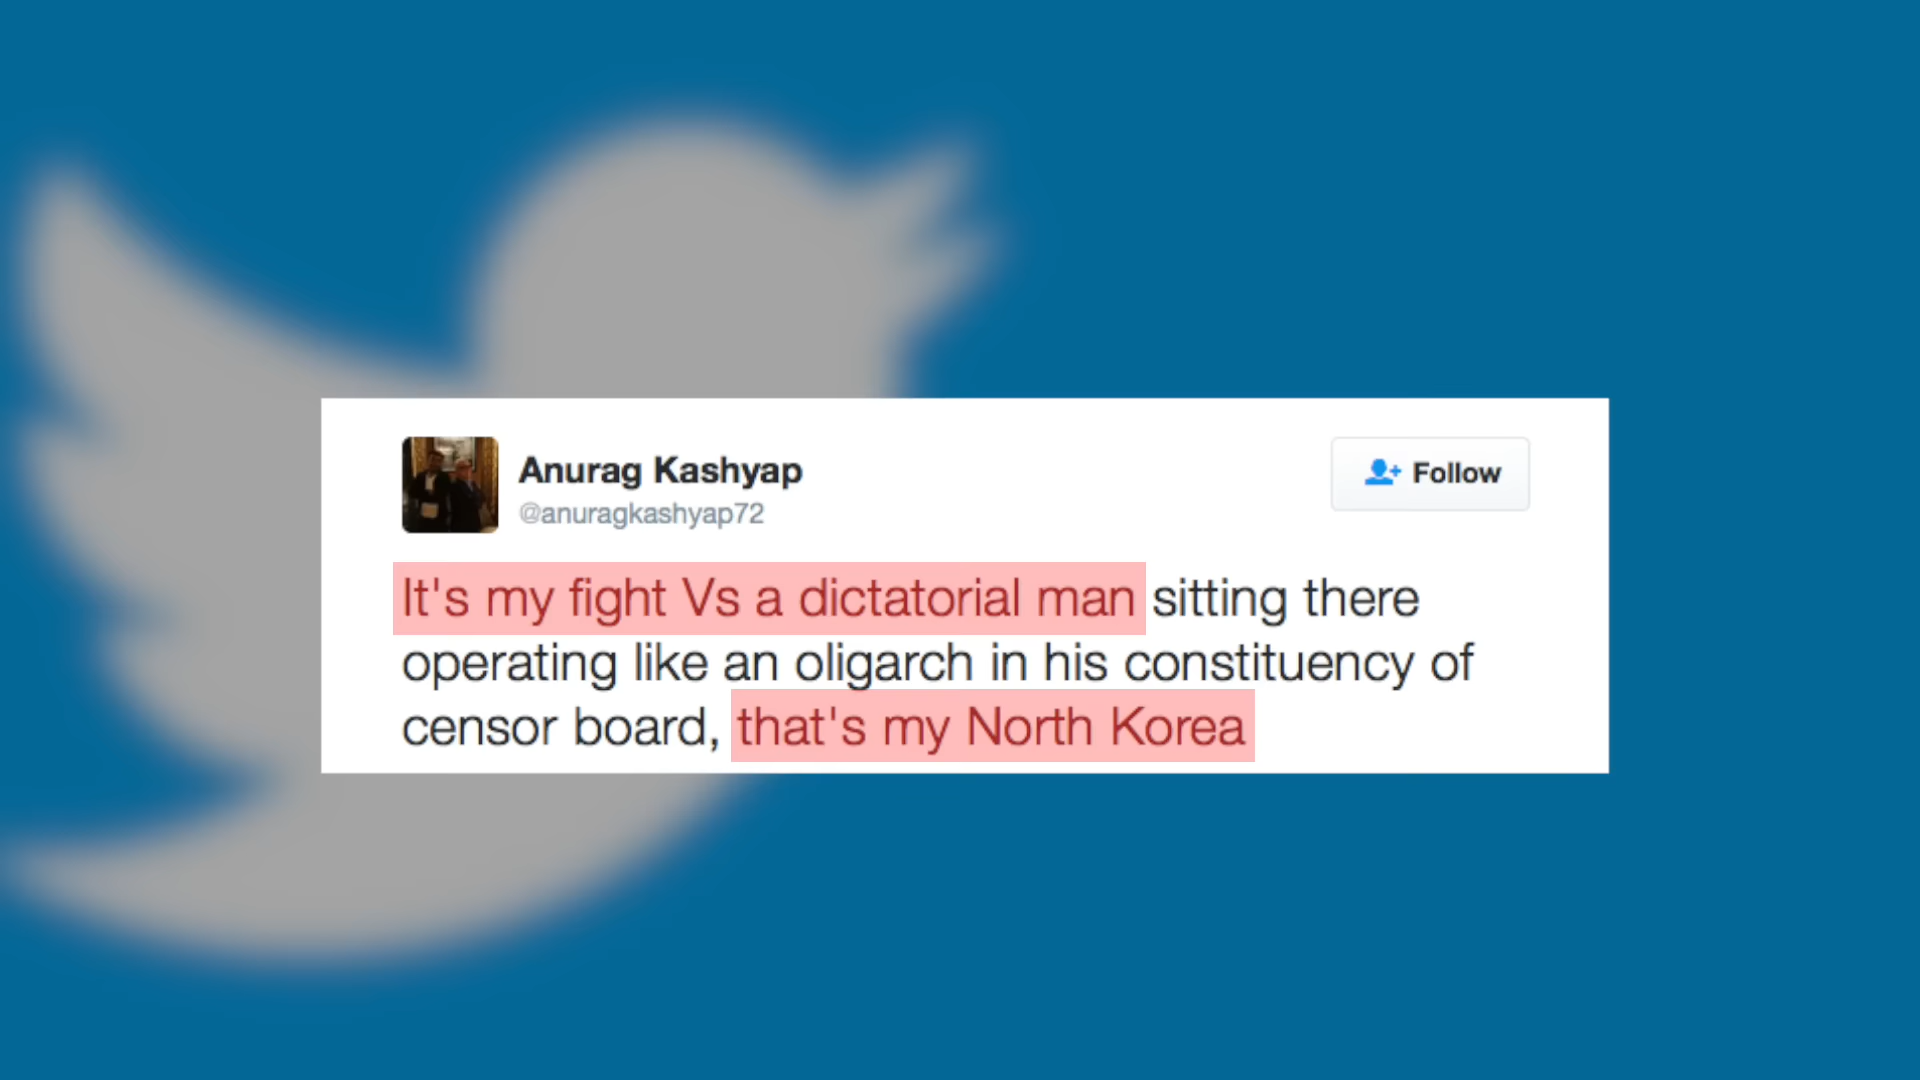 Anurag Kashyap
@anuragkashyap72
Follow
It's my fight Vs a dictatorial man sitting there
operating like an oligarch in his constituency of
censor board, that's my North Korea